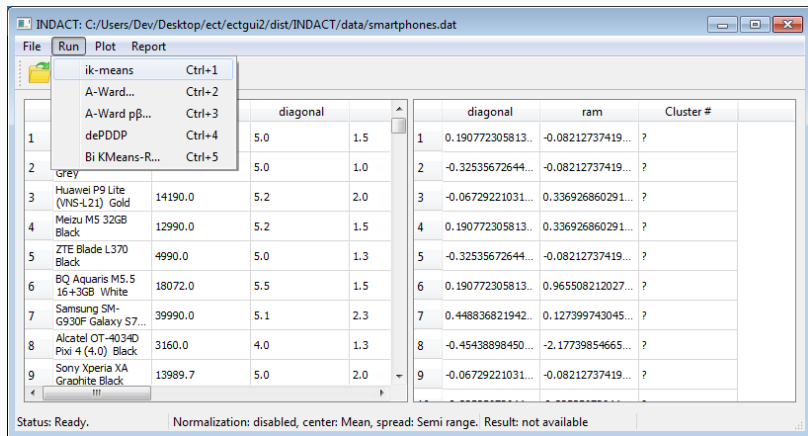 INDACT: C:/Users/Dev/Desktop/ect/ectgui2/dist/INDACT/data/smartphones.dat
File Run Plot Report
ik-means Ctrl+1
A-Ward... Ctrl+2
A-Ward pβ... Ctrl+3
dePDDP Ctrl+4
Bi KMeans-R... Ctrl+5
diagonal
1 5.0 1.5
2 Grey 5.0 1.0
3 Huawei P9 Lite
(VNS-L21) Gold 14190.0 5.2 2.0
4 Meizu M5 32GB
Black 12990.0 5.2 1.5
5 ZTE Blade L370
Black 4990.0 5.0 1.3
6 BQ Aquaris M5.5
16+3GB White 18072.0 5.5 1.5
7 Samsung SM-
G930F Galaxy S7... 39990.0 5.1 2.3
8 Alcatel OT-4034D
Pixi 4 (4.0) Black 3160.0 4.0 1.3
9 Sony Xperia XA
Graphite Black 13989.7 5.0 2.0
diagonal ram Cluster #
1 0.190772305813... -0.08212737419... ?
2 -0.32535672644... -0.08212737419... ?
3 -0.06729221031... 0.336926860291... ?
4 0.190772305813... 0.336926860291... ?
5 -0.32535672644... -0.08212737419... ?
6 0.190772305813... 0.965508212027... ?
7 0.448836821942... 0.127399743045... ?
8 -0.45438898450... -2.17739854665... ?
9 -0.06729221031... -0.08212737419... ?
Status: Ready. Normalization: disabled, center: Mean, spread: Semi range. Result: not available